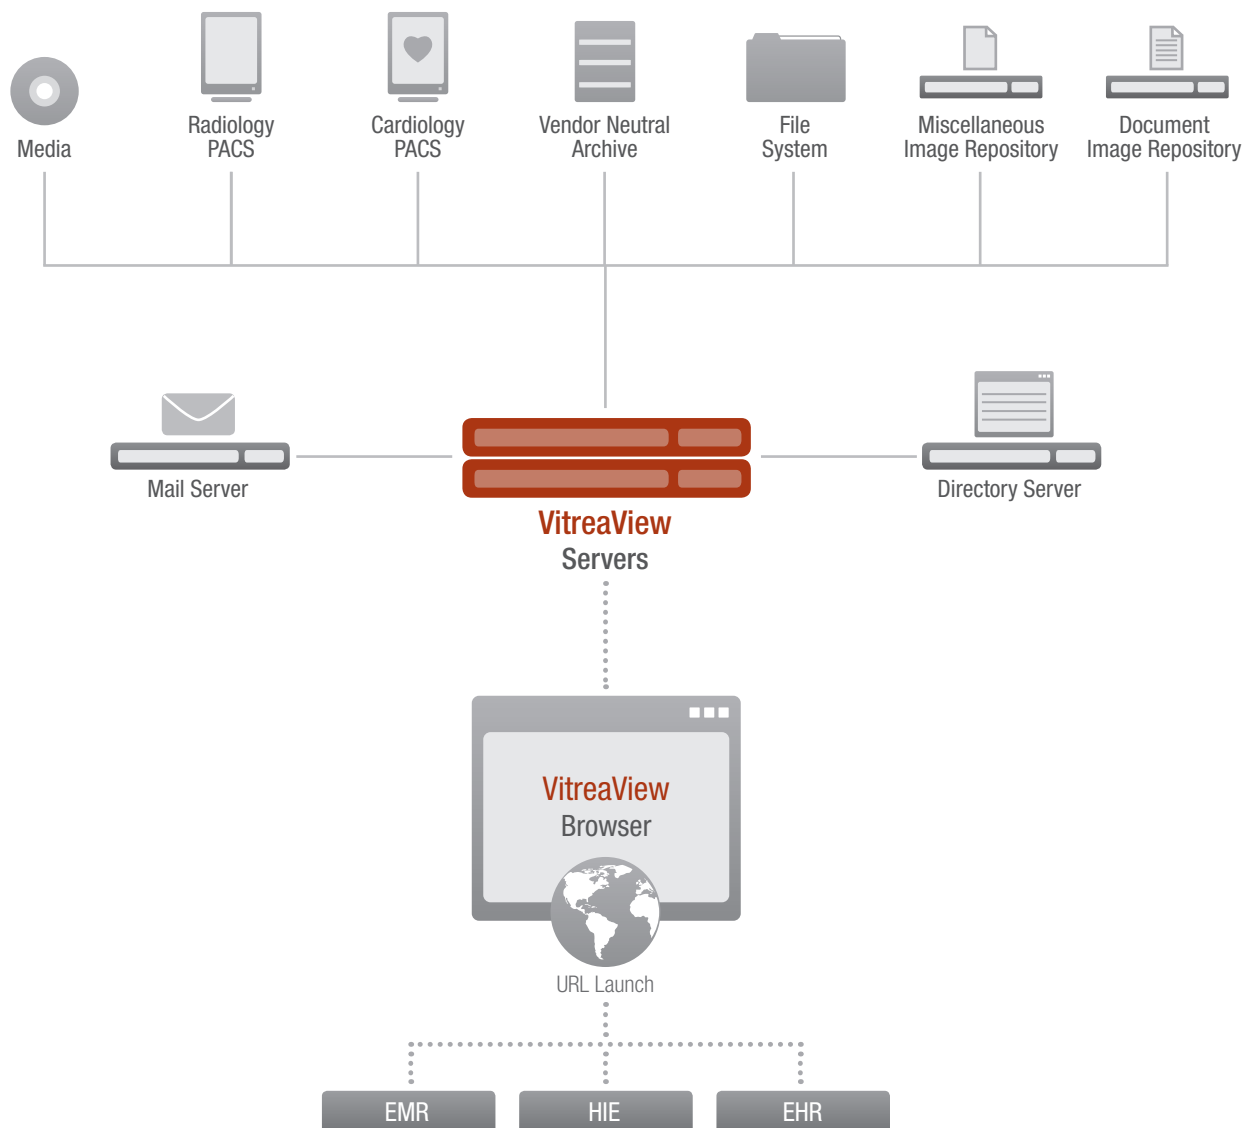 Media
Radiology
PACS
Cardiology
PACS
Vendor Neutral
Archive
File
System
Miscellaneous
Image Repository
Document
Image Repository
Mail Server
Directory Server
VitreaView
Servers
VitreaView
Browser
URL Launch
EMR
HIE
EHR